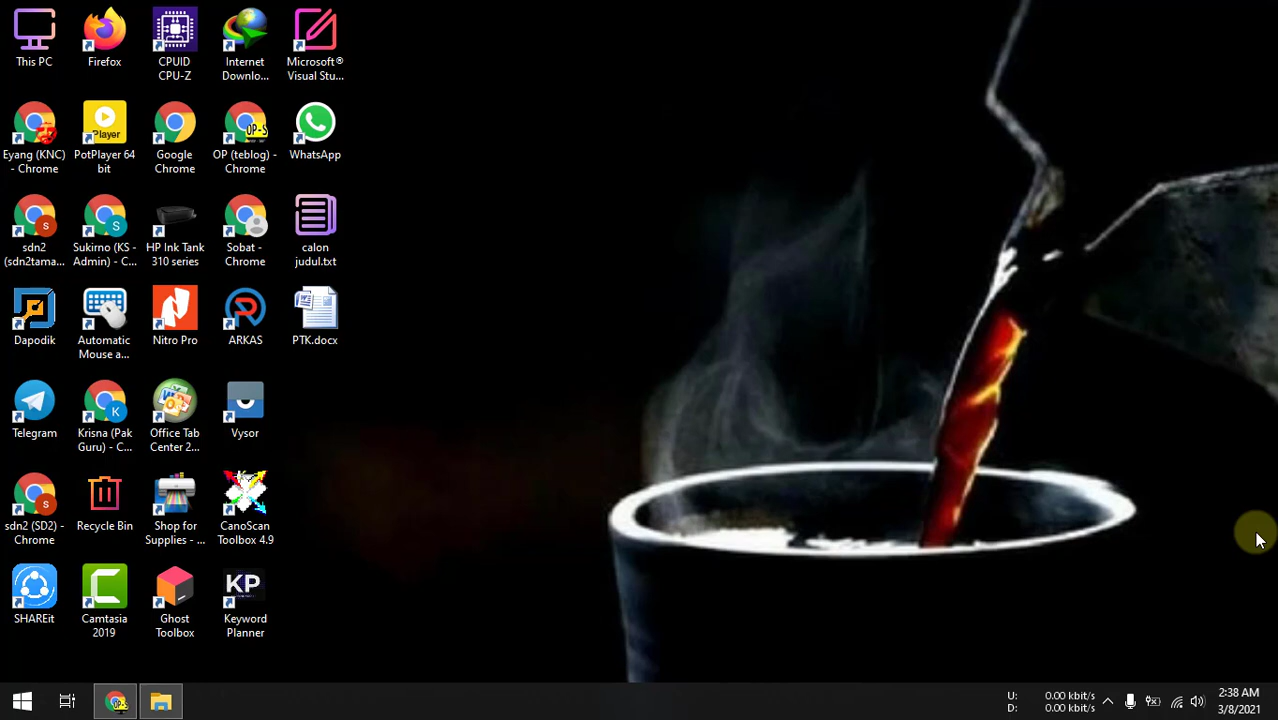 This PC
Firefox
CPUID
CPU-Z
Internet
Downlo...
Microsoft®
Visual Stu...
Eyang (KNC)
- Chrome
Player
PotPlayer 64
bit
Google
Chrome
OP-S
OP (teblog) -
Chrome
WhatsApp
s
sdn2
(sdn2tama...
S
Sukirno (KS -
Admin) - C...
HP Ink Tank
310 series
Sobat -
Chrome
calon
judul.txt
Dapodik
Automatic
Mouse a...
Nitro Pro
ARKAS
PTK.docx
Telegram
K
Krisna (Pak
Guru) - C...
Office Tab
Center 2...
Vysor
s
sdn2 (SD2) -
Chrome
Recycle Bin
Shop for
Supplies - ...
CanoScan
Toolbox 4.9
SHAREit
Camtasia
2019
Ghost
Toolbox
KP
Keyword
Planner
OP-S
U: 0.00 kbit/s
D: 0.00 kbit/s
2:38 AM
3/8/2021